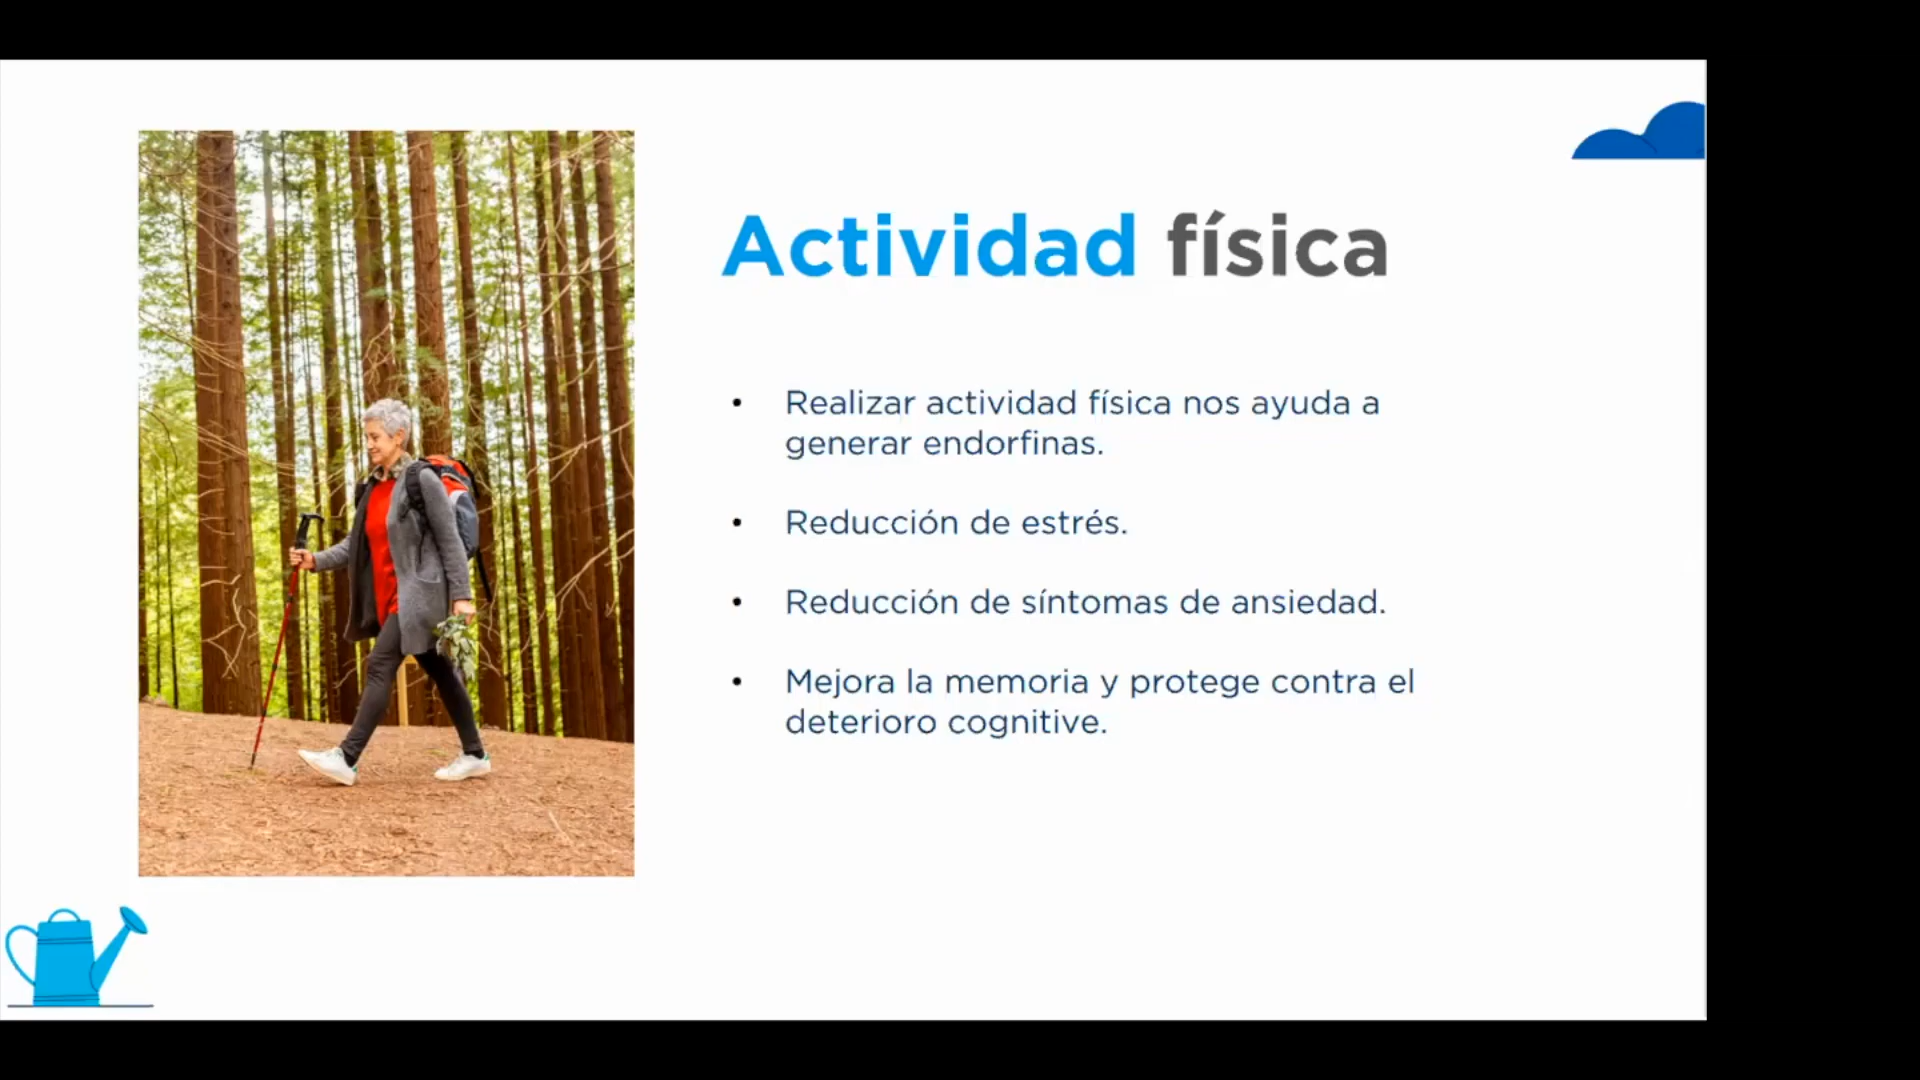 Actividad física
• Realizar actividad física nos ayuda a
generar endorfinas.
• Reducción de estrés.
• Reducción de síntomas de ansiedad.
• Mejora la memoria y protege contra el
deterioro cognitive.